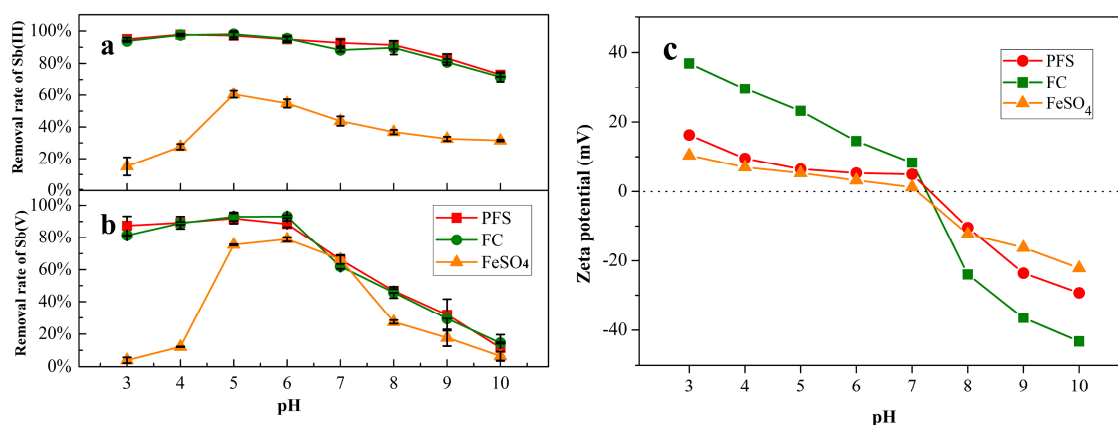 a
Removal rate of Sb(III)
100%
80%
60%
40%
20%
0%
b
Removal rate of Sb(V)
100%
80%
60%
40%
20%
0%
PFS
FC
FeSO4
3 4 5 6 7 8 9 10
pH
c
Zeta potential (mV)
40
20
0
-20
-40
PFS
FC
FeSO4
3 4 5 6 7 8 9 10
pH